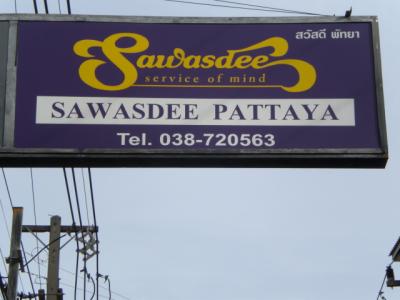 สวัสดี พัทยา
Sawasdee
service of mind
SAWASDEE PATTAYA
Tel. 038-720563